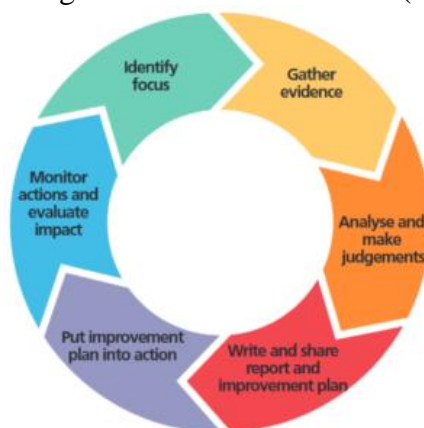 Identify
focus
Gather
evidence
Analyse and
make
judgements
Write and share
report and
improvement plan
Put improvement
plan into action
Monitor
actions and
evaluate
impact